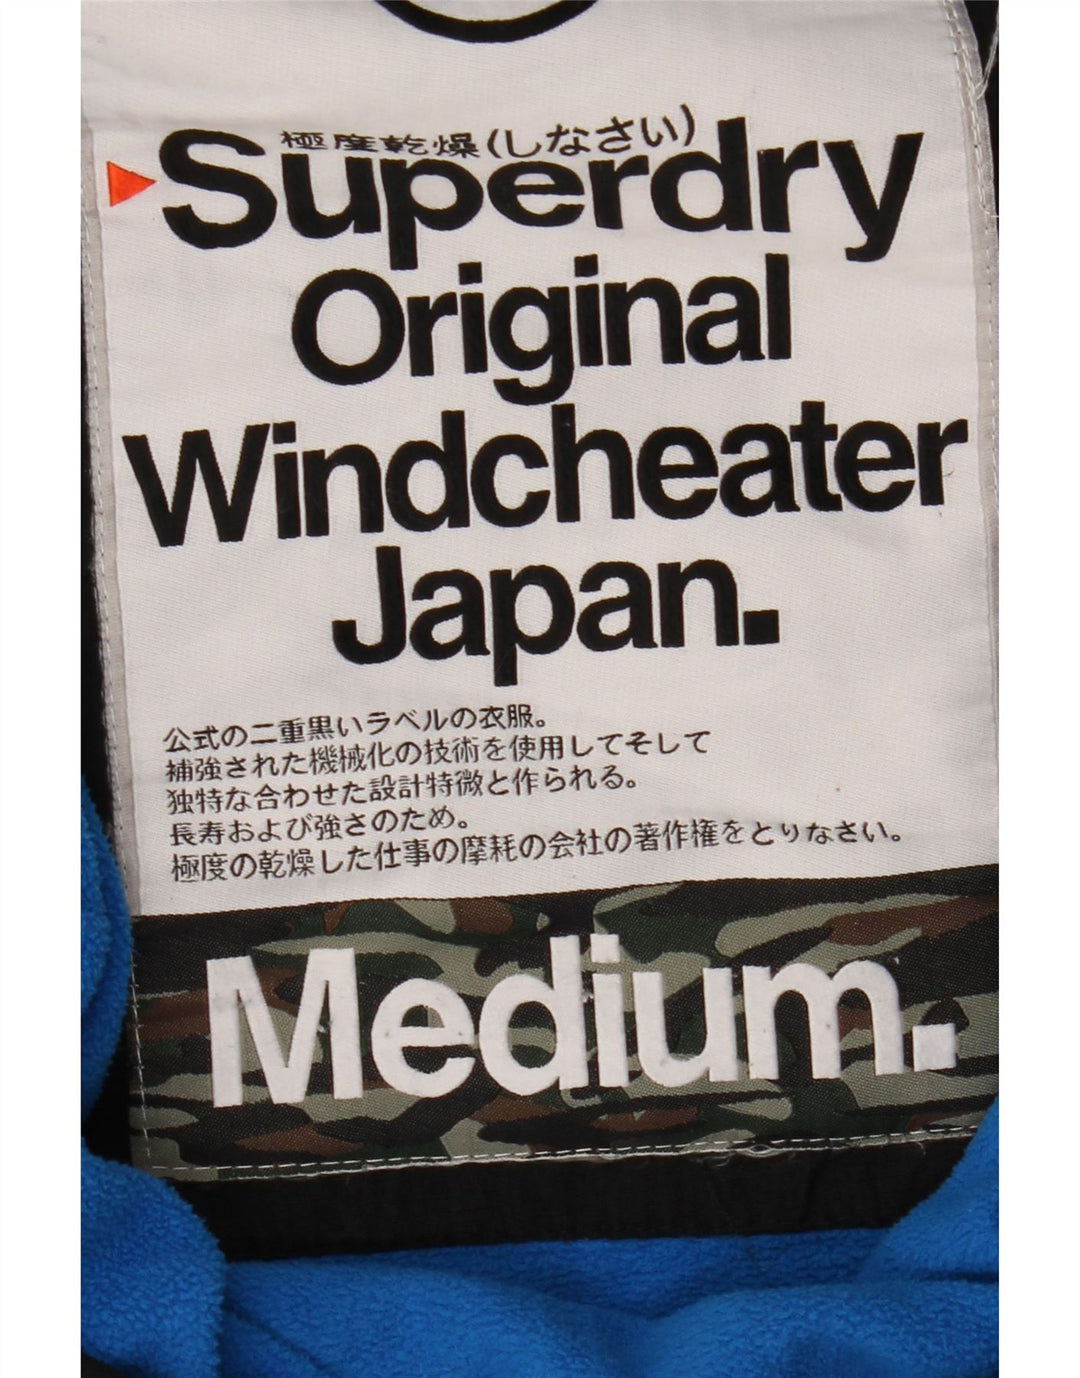 極度乾燥(しなさい)
Superdry
Original
Windcheater
Japan.
公式の二重黒いラベルの衣服。
補強された機械化の技術を使用してそして
独特な合わせた設計特微と作られる。
長寿および強さのため。
極度の乾燥した仕事の摩耗の会社の著作権をとりなさい。
Medium.